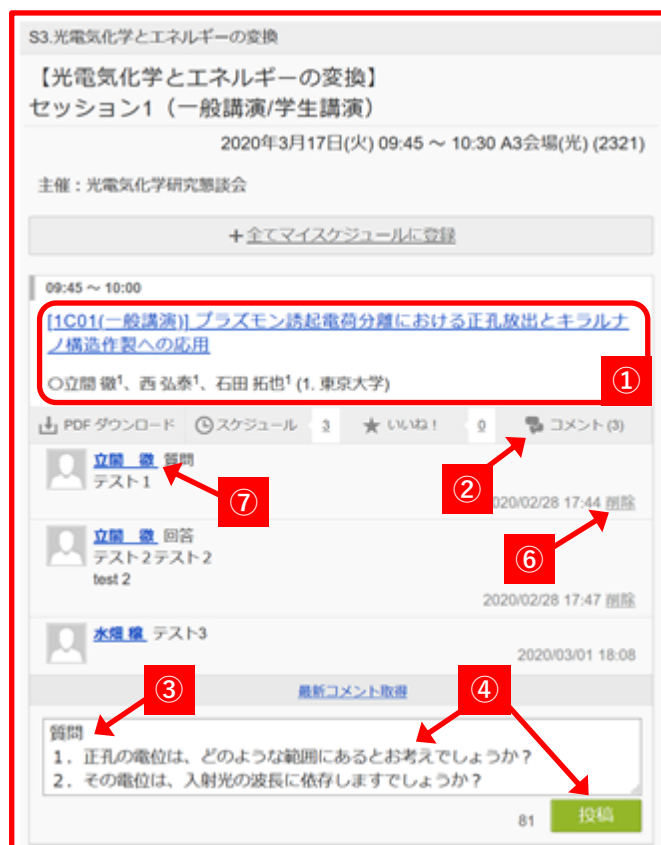 S3.光電気化学とエネルギーの変換
【光電気化学とエネルギーの変換】
セッション1（一般講演/学生講演）
2020年3月17日(火) 09:45 ～ 10:30 A3会場(光) (2321)
主催：光電気化学研究懇談会
+全てマイスケジュールに登録
09:45 ～ 10:00
[1C01(一般講演)] プラズモン誘起電荷分離における正孔放出とキラルナ
ノ構造作製への応用
〇立間 徹¹、西 弘泰¹、石田 拓也¹ (1. 東京大学)
①
PDF ダウンロード スケジュール 3 いいね！ 0 コメント (3)
立間　徹 質問
テスト1
⑦
②
2020/02/28 17:44 削除
立間　徹 回答
テスト2テスト2
test 2
⑥
2020/02/28 17:47 削除
水畑 穣 テスト3
2020/03/01 18:08
③
最新コメント取得
④
質問
1．正孔の電位は、どのような範囲にあるとお考えでしょうか？
2．その電位は、入射光の波長に依存しますでしょうか？
81 投稿